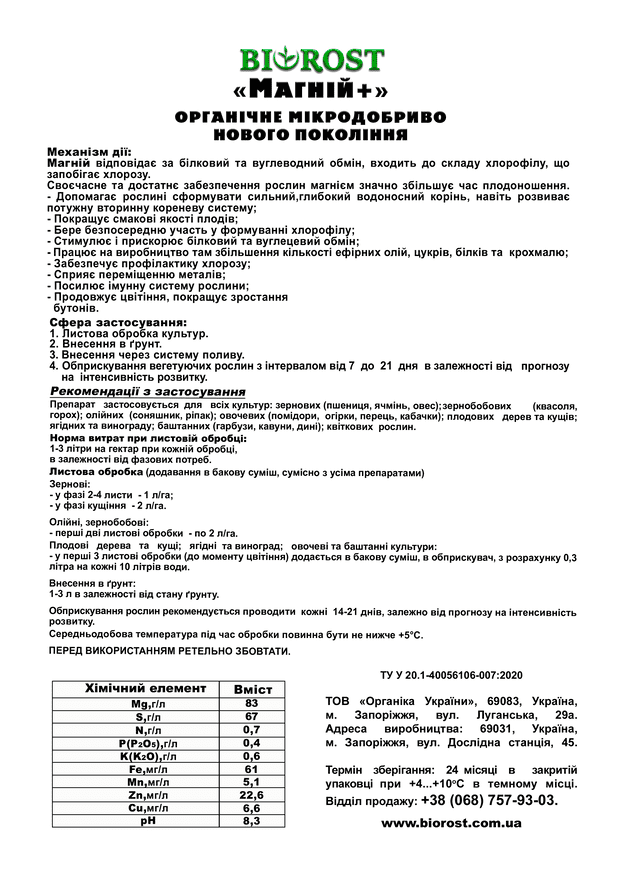 BIOROST
«Магній+»
ОРГАНІЧНЕ МІКРОДОБРИВО
НОВОГО ПОКОЛІННЯ
Механізм дії:
Магній відповідає за білковий та вуглеводний обмін, входить до складу хлорофілу, що
запобігає хлорозу.
Своєчасне та достатнє забезпечення рослин магнієм значно збільшує час плодоношення.
- Допомагає рослині сформувати сильний,глибокий водоносний корінь, навіть розвиває
потужну вторинну кореневу систему;
- Покращує смакові якості плодів;
- Бере безпосередню участь у формуванні хлорофілу;
- Стимулює і прискорює білковий та вуглецевий обмін;
- Працює на виробництво там збільшення кількості ефірних олій, цукрів, білків та крохмалю;
- Забезпечує профілактику хлорозу;
- Сприяє переміщенню металів;
- Посилює імунну систему рослини;
- Продовжує цвітіння, покращує зростання
бутонів.
Сфера застосування:
1. Листова обробка культур.
2. Внесення в ґрунт.
3. Внесення через систему поливу.
4. Обприскування вегетуючих рослин з інтервалом від 7 до 21 дня в залежності від прогнозу
на інтенсивність розвитку.
Рекомендації з застосування
Препарат застосовується для всіх культур: зернових (пшениця, ячмінь, овес);зернобобових (квасоля,
горох); олійних (соняшник, ріпак); овочевих (помідори, огірки, перець, кабачки); плодових дерев та кущів;
ягідних та винограду; баштанних (гарбузи, кавуни, дині); квіткових рослин.
Норма витрат при листовій обробці:
1-3 літри на гектар при кожній обробці,
в залежності від фазових потреб.
Листова обробка (додавання в бакову суміш, сумісно з усіма препаратами)
Зернові:
- у фазі 2-4 листи - 1 л/га;
- у фазі кущіння - 2 л/га.
Олійні, зернобобові:
- перші дві листові обробки - по 2 л/га.
Плодові дерева та кущі; ягідні та виноград; овочеві та баштанні культури:
- у перші 3 листові обробки (до моменту цвітіння) додається в бакову суміш, в обприскувач, з розрахунку 0,3
літра на кожні 10 літрів води.
Внесення в ґрунт:
1-3 л в залежності від стану ґрунту.
Обприскування рослин рекомендується проводити кожні 14-21 днів, залежно від прогнозу на інтенсивність
розвитку.
Середньодобова температура під час обробки повинна бути не нижче +5°С.
ПЕРЕД ВИКОРИСТАННЯМ РЕТЕЛЬНО ЗБОВТАТИ.
Хімічний елемент Вміст
Mg,г/л 83
S,г/л 67
N,г/л 0,7
P(P₂O₅),г/л 0,4
K(K₂O),г/л 0,6
Fe,мг/л 61
Mn,мг/л 5,1
Zn,мг/л 22,6
Cu,мг/л 6,6
pH 8,3
ТУ У 20.1-40056106-007:2020
ТОВ «Органіка України», 69083, Україна,
м. Запоріжжя, вул. Луганська, 29а.
Адреса виробництва: 69031, Україна,
м. Запоріжжя, вул. Дослідна станція, 45.
Термін зберігання: 24 місяці в закритій
упаковці при +4...+10°С в темному місці.
Відділ продажу: +38 (068) 757-93-03.
www.biorost.com.ua